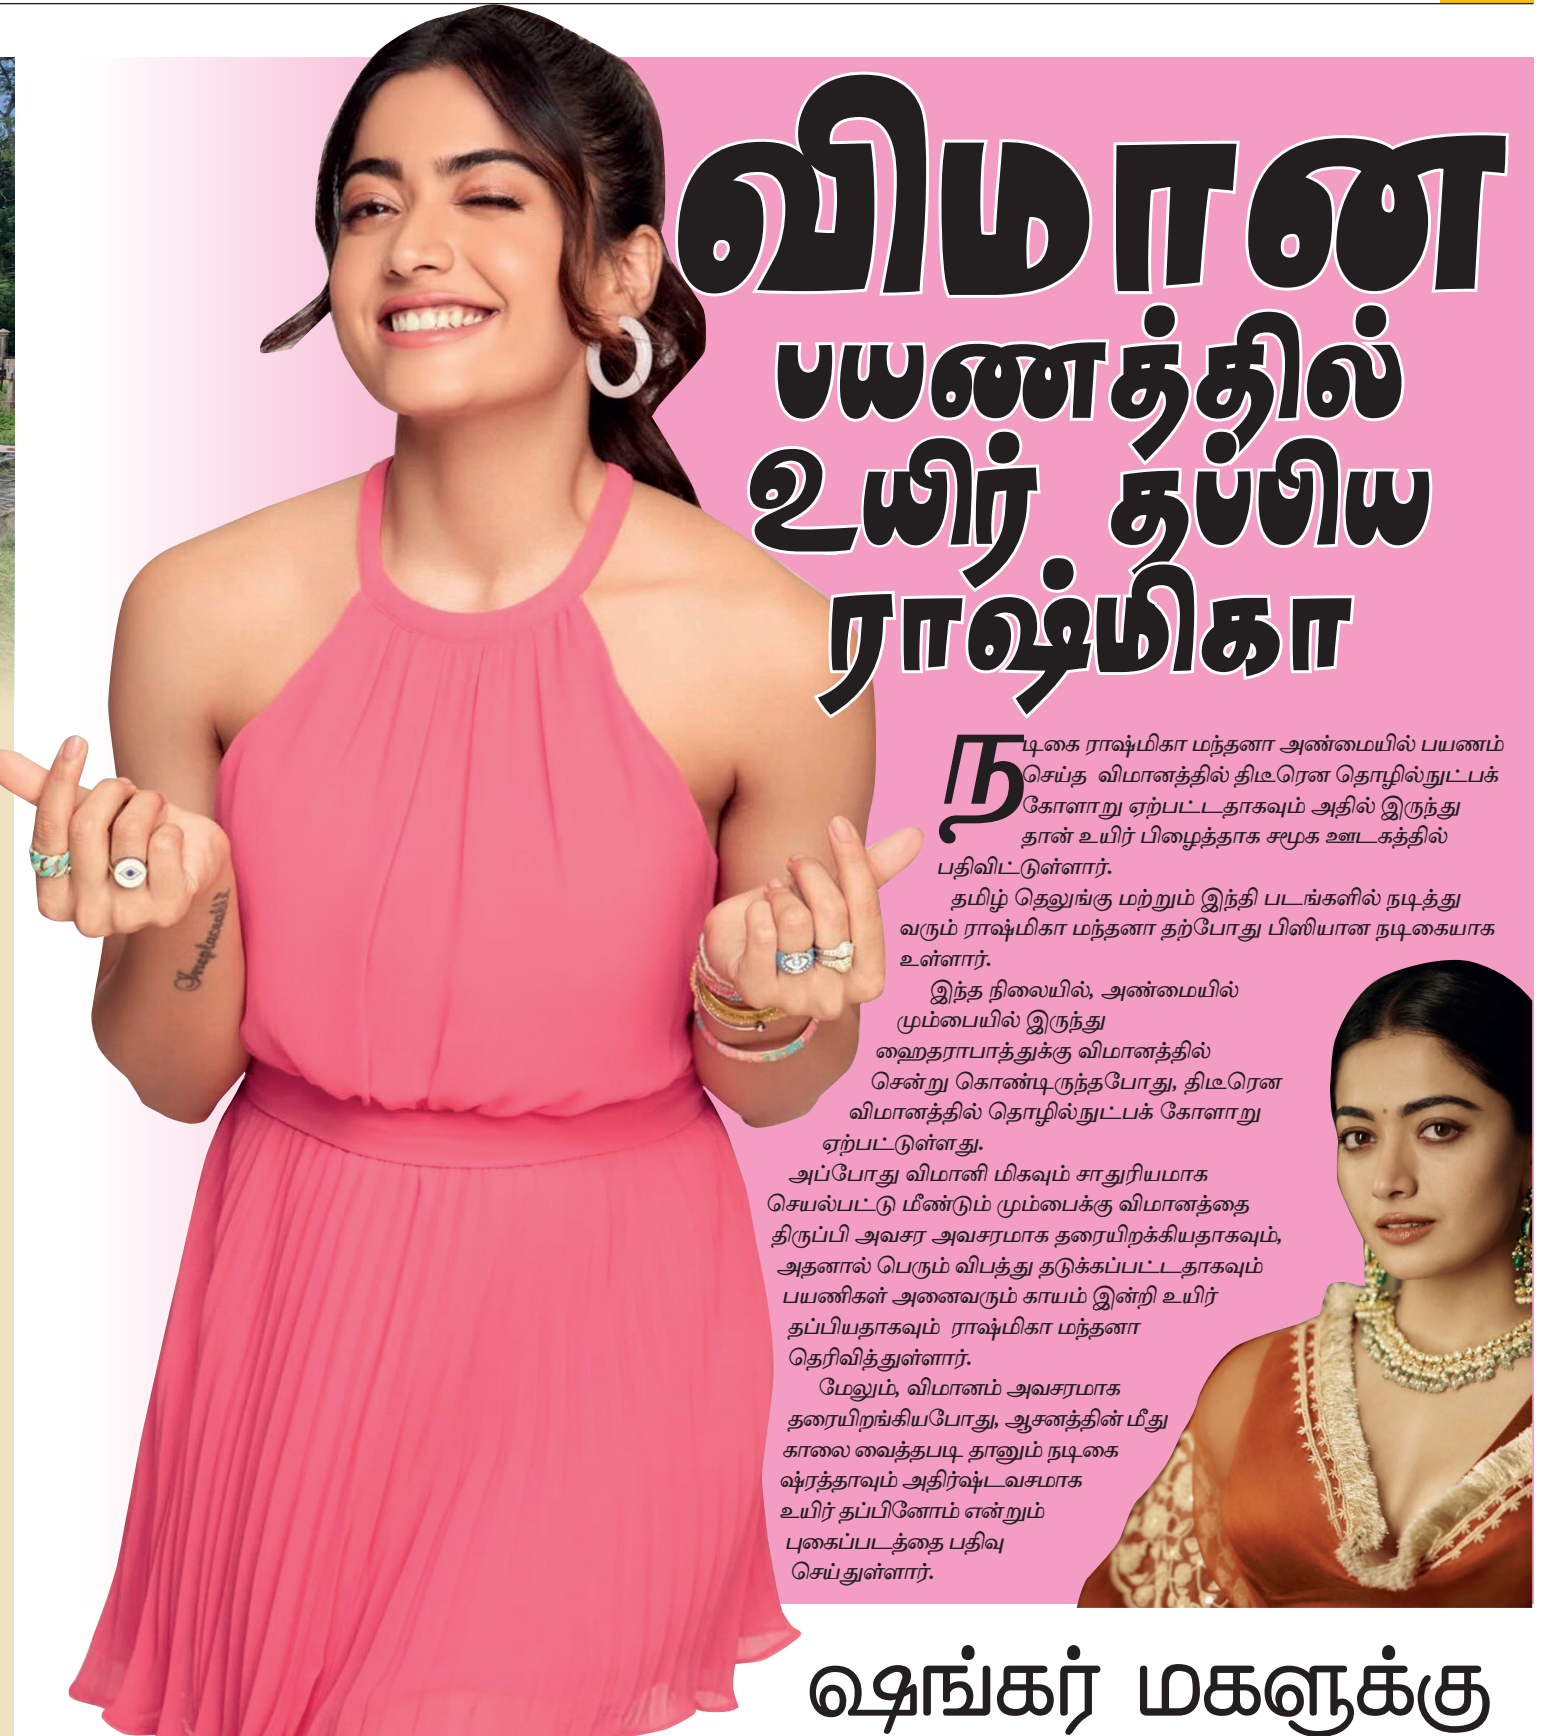 விமான
பயணத்தில்
உயிர் தப்பிய
ராஷ்மிகா
நடிகை ராஷ்மிகா மந்தனா அண்மையில் பயணம்
செய்த விமானத்தில் திடீரென தொழில்நுட்பக்
கோளாறு ஏற்பட்டதாகவும் அதில் இருந்து
தான் உயிர் பிழைத்தாக சமூக ஊடகத்தில்
பதிவிட்டுள்ளார்.
தமிழ் தெலுங்கு மற்றும் இந்தி படங்களில் நடித்து
வரும் ராஷ்மிகா மந்தனா தற்போது பிஸியான நடிகையாக
உள்ளார்.
இந்த நிலையில், அண்மையில்
மும்பையில் இருந்து
ஹைதராபாத்துக்கு விமானத்தில்
சென்று கொண்டிருந்தபோது, திடீரென
விமானத்தில் தொழில்நுட்பக் கோளாறு
ஏற்பட்டுள்ளது.
அப்போது விமானி மிகவும் சாதுரியமாக
செயல்பட்டு மீண்டும் மும்பைக்கு விமானத்தை
திருப்பி அவசர அவசரமாக தரையிறக்கியதாகவும்,
அதனால் பெரும் விபத்து தடுக்கப்பட்டதாகவும்
பயணிகள் அனைவரும் காயம் இன்றி உயிர்
தப்பியதாகவும் ராஷ்மிகா மந்தனா
தெரிவித்துள்ளார்.
மேலும், விமானம் அவசரமாக
தரையிறங்கியபோது, ஆசனத்தின் மீது
காலை வைத்தபடி தானும் நடிகை
ஷ்ரத்தாவும் அதிர்ஷ்டவசமாக
உயிர் தப்பினோம் என்றும்
புகைப்படத்தை பதிவு
செய்துள்ளார்.
Irreplaceable
ஷங்கர் மகளுக்கு